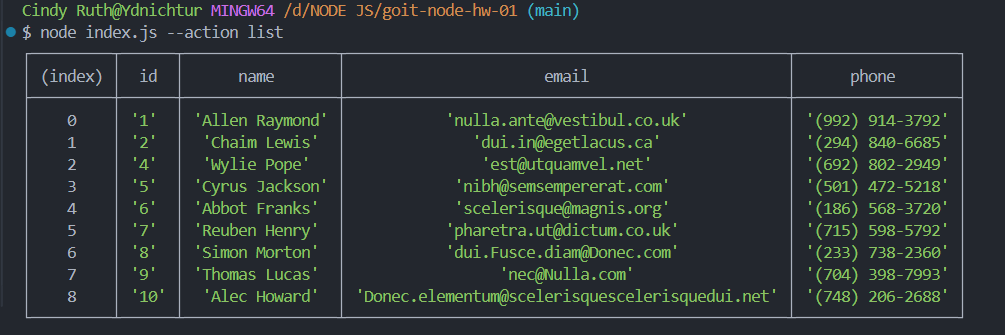 Cindy Ruth@Ydnichtur MINGW64 /d/NODE JS/goit-node-hw-01 (main)
$ node index.js --action list
(index) id name email phone
0 '1' 'Allen Raymond' 'nulla.ante@vestibul.co.uk' '(992) 914-3792'
1 '2' 'Chaim Lewis' 'dui.in@egetlacus.ca' '(294) 840-6685'
2 '4' 'Wylie Pope' 'est@utquamvel.net' '(692) 802-2949'
3 '5' 'Cyrus Jackson' 'nibh@semsempererat.com' '(501) 472-5218'
4 '6' 'Abbot Franks' 'scelerisque@magnis.org' '(186) 568-3720'
5 '7' 'Reuben Henry' 'pharetra.ut@dictum.co.uk' '(715) 598-5792'
6 '8' 'Simon Morton' 'dui.Fusce.diam@Donec.com' '(233) 738-2360'
7 '9' 'Thomas Lucas' 'nec@Nulla.com' '(704) 398-7993'
8 '10' 'Alec Howard' 'Donec.elementum@scelerisquescelerisquedui.net' '(748) 206-2688'